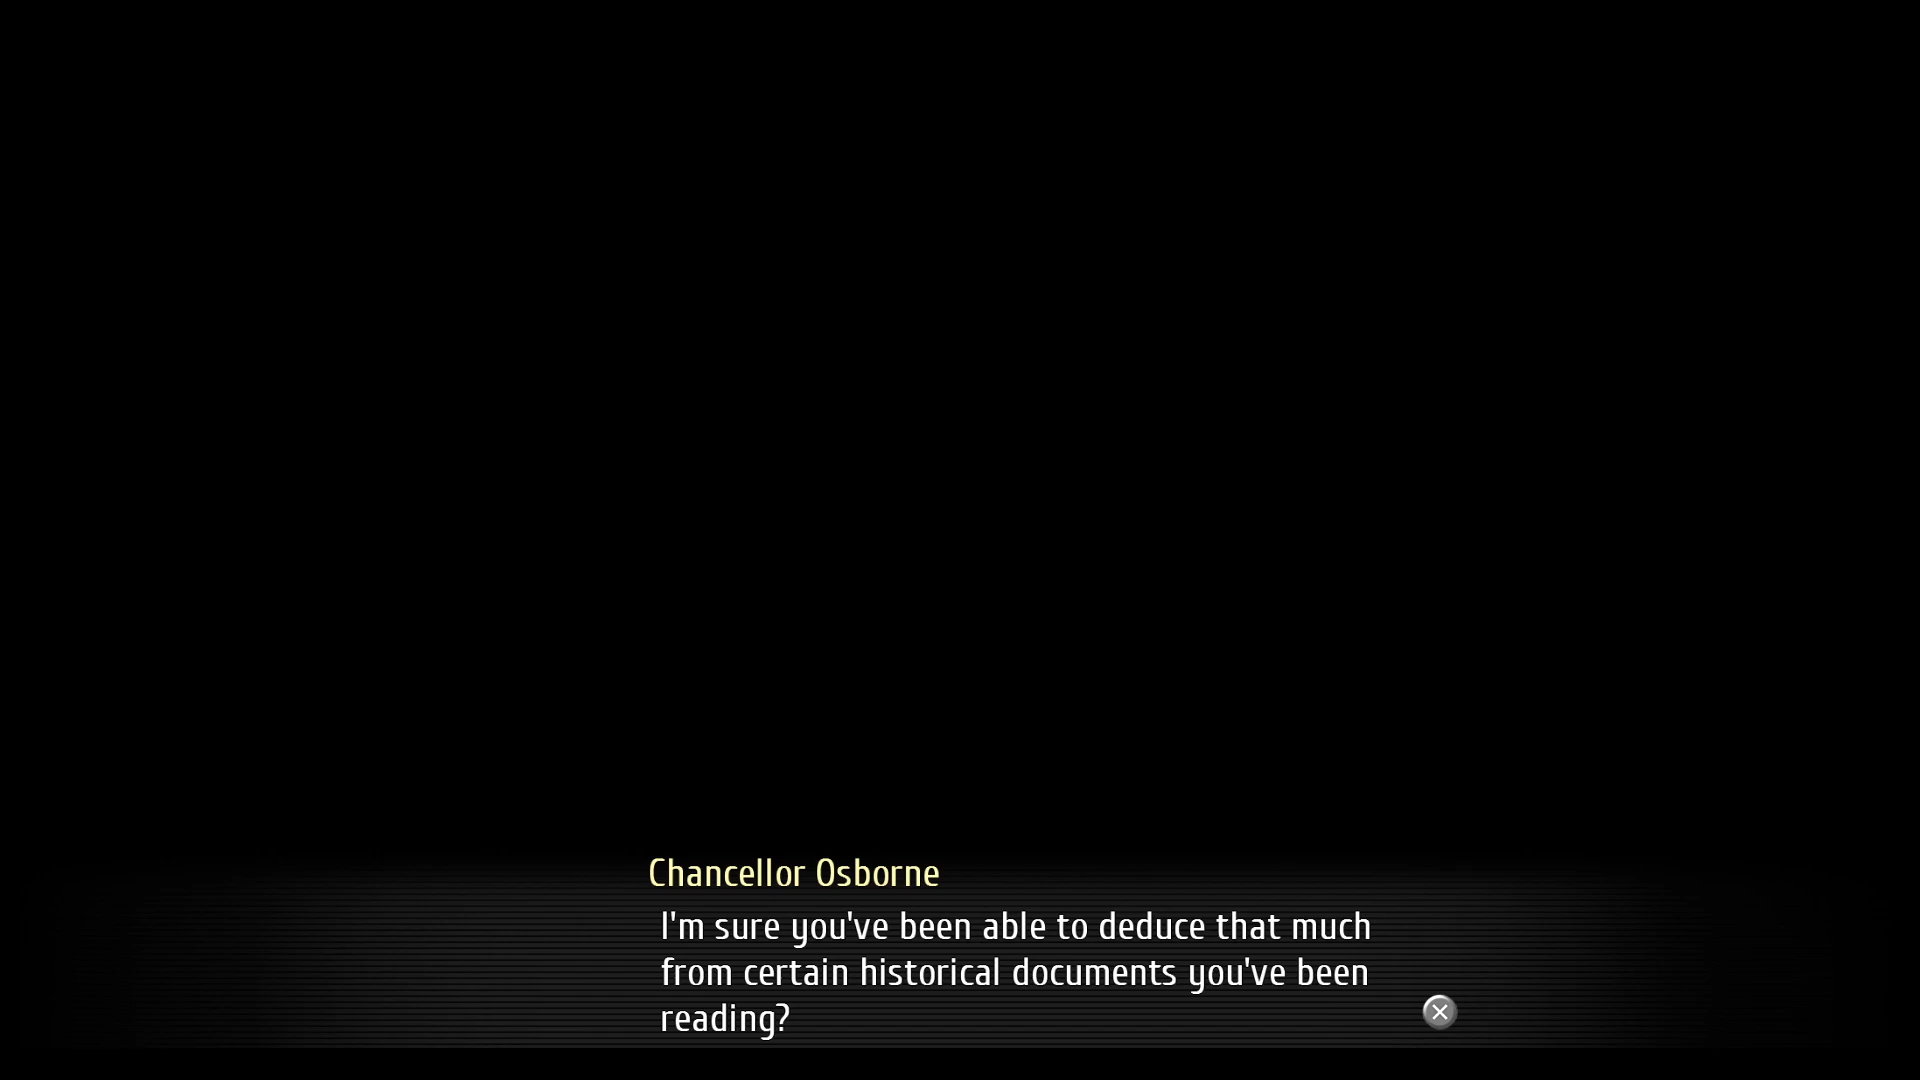 Chancellor Osborne
I'm sure you've been able to deduce that much
from certain historical documents you've been
reading?